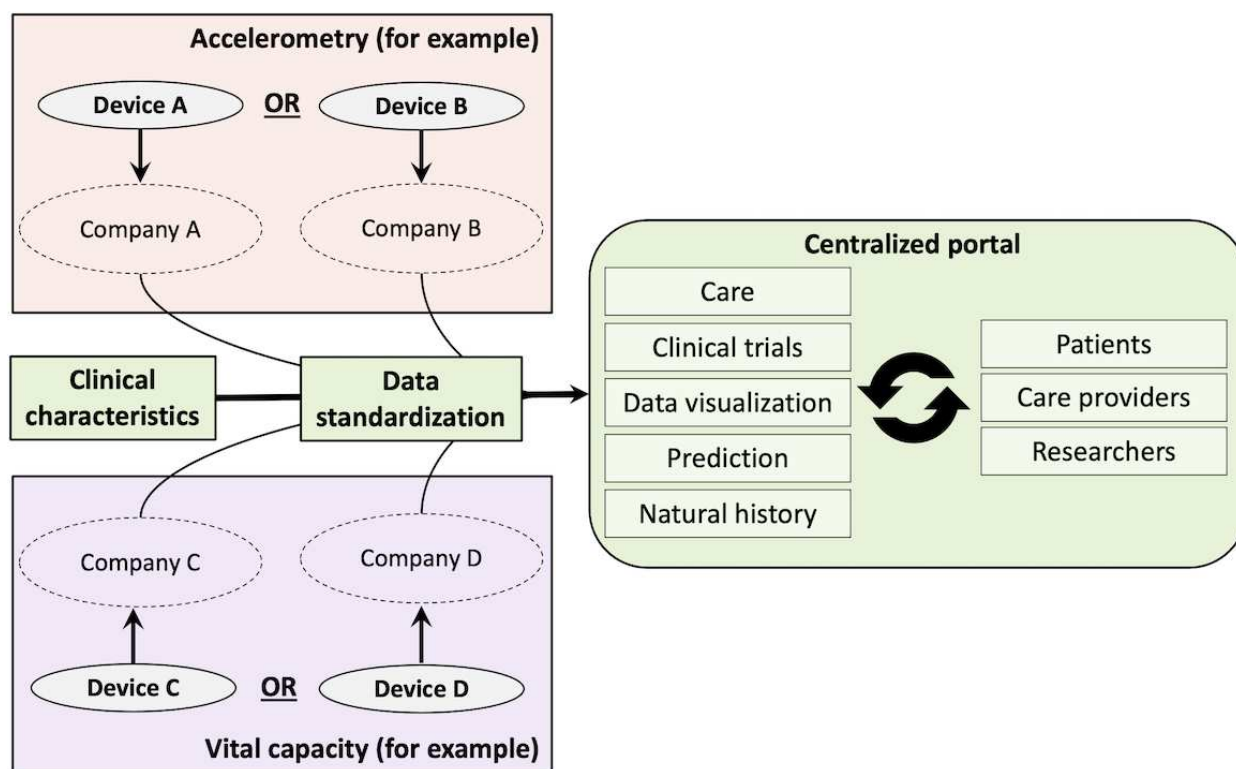 Accelerometry (for example)
Device A
OR
Device B
Company A
Company B
Clinical
characteristics
Data
standardization
Company C
Company D
Device C
OR
Device D
Vital capacity (for example)
Centralized portal
Care
Clinical trials
Data visualization
Prediction
Natural history
Patients
Care providers
Researchers